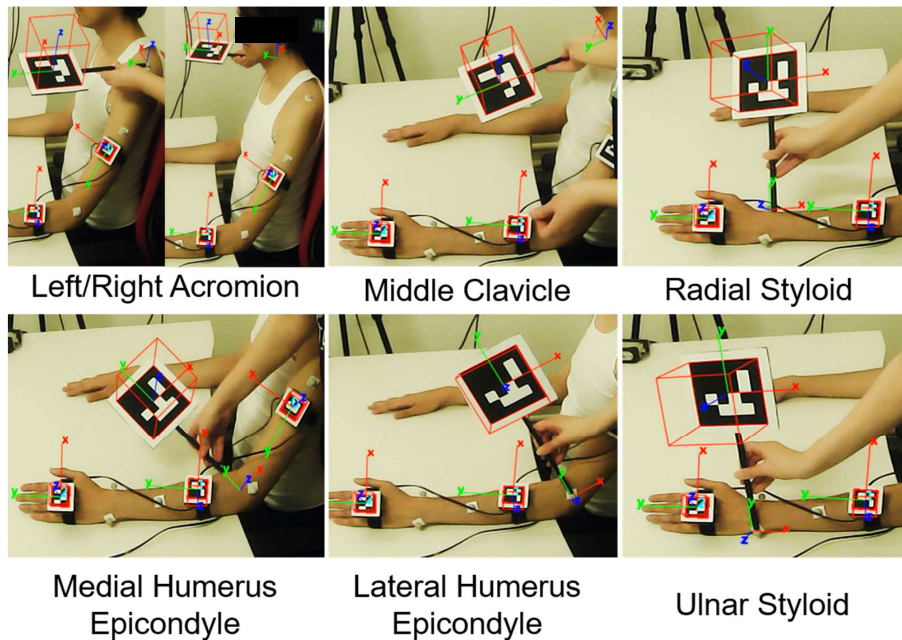 Left/Right Acromion
Middle Clavicle
Radial Styloid
Medial Humerus
Epicondyle
Lateral Humerus
Epicondyle
Ulnar Styloid